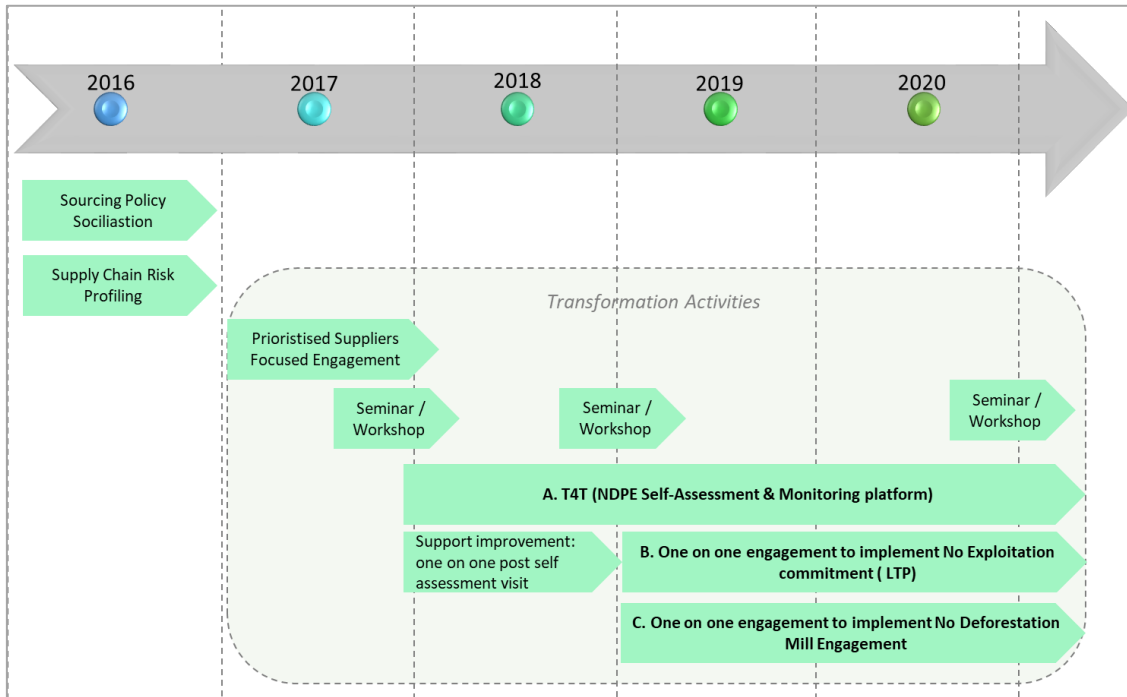 2016
2017
2018
2019
2020
Sourcing Policy
Sociliastion
Supply Chain Risk
Profiling
Transformation Activities
Prioristised Suppliers
Focused Engagement
Seminar /
Workshop
Seminar /
Workshop
Seminar /
Workshop
A. T4T (NDPE Self-Assessment & Monitoring platform)
Support improvement:
one on one post self
assessment visit
B. One on one engagement to implement No Exploitation
commitment ( LTP)
C. One on one engagement to implement No Deforestation
Mill Engagement